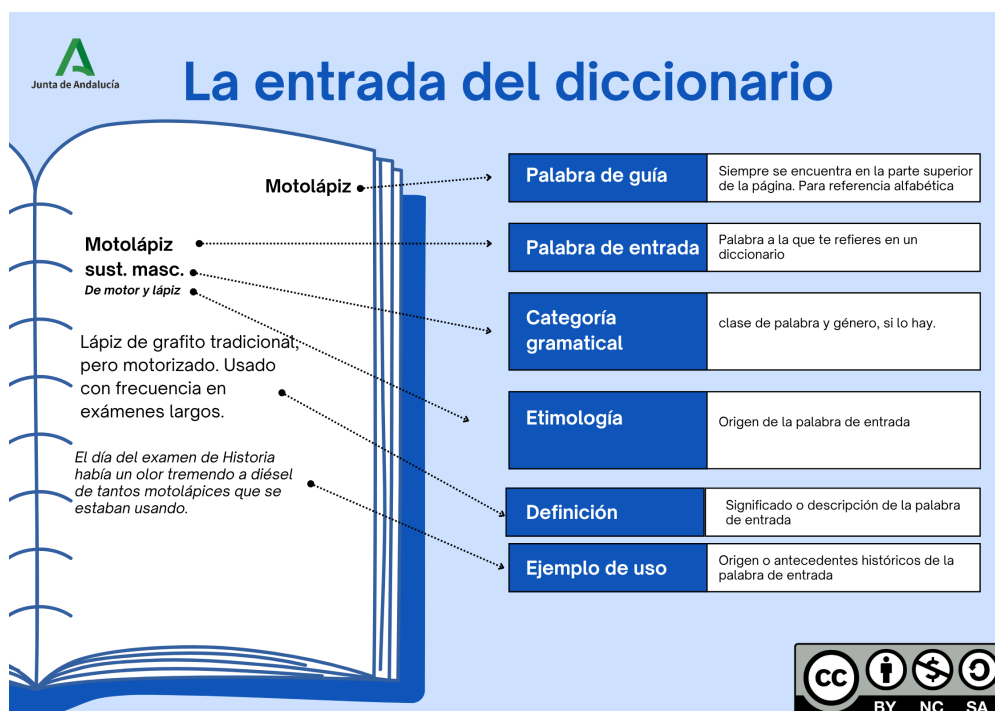 Junta de Andalucía
La entrada del diccionario
Motolápiz
Motolápiz
sust. masc.
De motor y lápiz
Lápiz de grafito tradicional,
pero motorizado. Usado
con frecuencia en
exámenes largos.
El día del examen de Historia
había un olor tremendo a diésel
de tantos motolápices que se
estaban usando.
Palabra de guía
Siempre se encuentra en la parte superior
de la página. Para referencia alfabética
Palabra de entrada
Palabra a la que te refieres en un
diccionario
Categoría
gramatical
clase de palabra y género, si lo hay.
Etimología
Origen de la palabra de entrada
Definición
Significado o descripción de la palabra
de entrada
Ejemplo de uso
Origen o antecedentes históricos de la
palabra de entrada
cc
BY NC SA